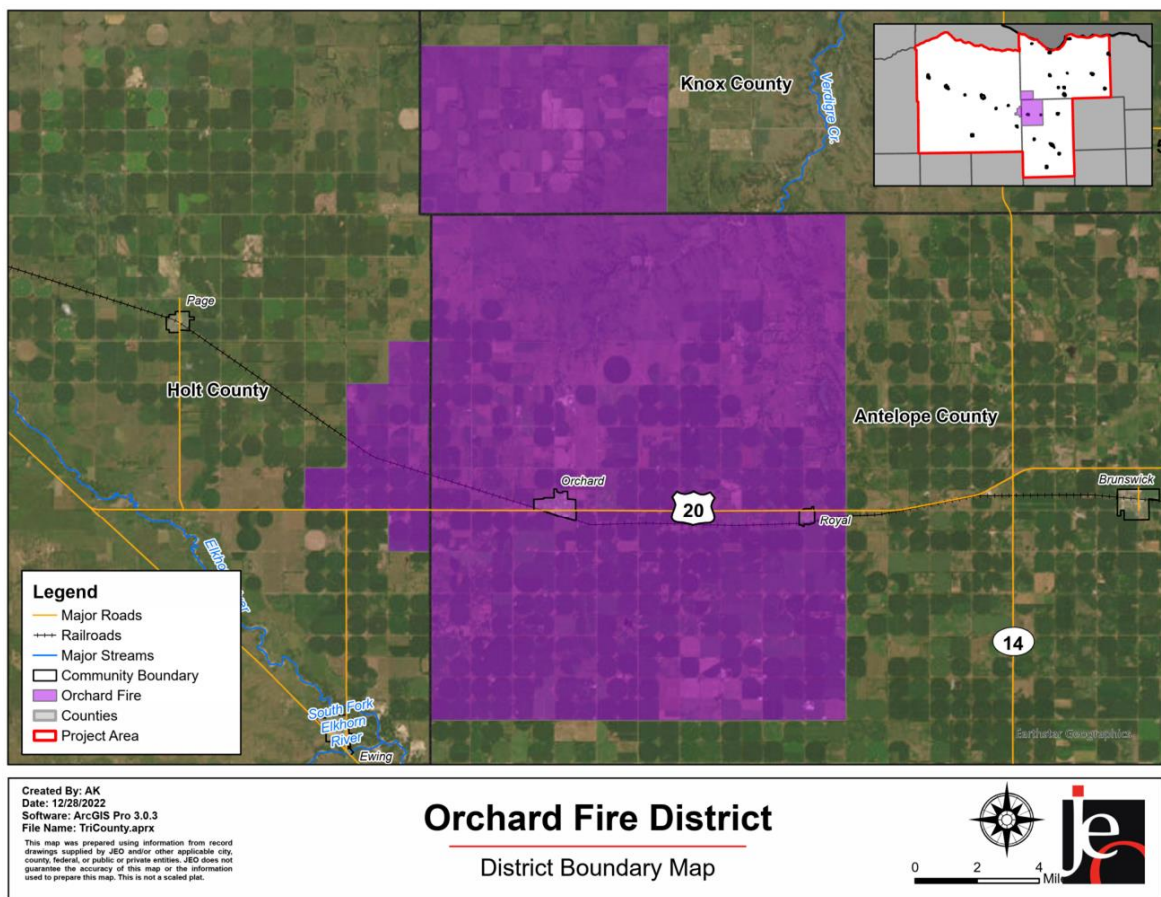 Knox County
Verdigre Cr.
Page
Holt County
Antelope County
Orchard
20
Royal
Brunswick
14
South Fork
Elkhorn
River
Ewing
Earthstar Geographics
Legend
Major Roads
Railroads
Major Streams
Community Boundary
Orchard Fire
Counties
Project Area
Created By: AK
Date: 12/28/2022
Software: ArcGIS Pro 3.0.3
File Name: TriCounty.aprx
This map was prepared using information from record
drawings supplied by JEO and/or other applicable city,
county, federal, or public or private entities. JEO does not
guarantee the accuracy of this map or the information
used to prepare this map. This is not a scaled plat.
Orchard Fire District
District Boundary Map
0 2 4
jeo